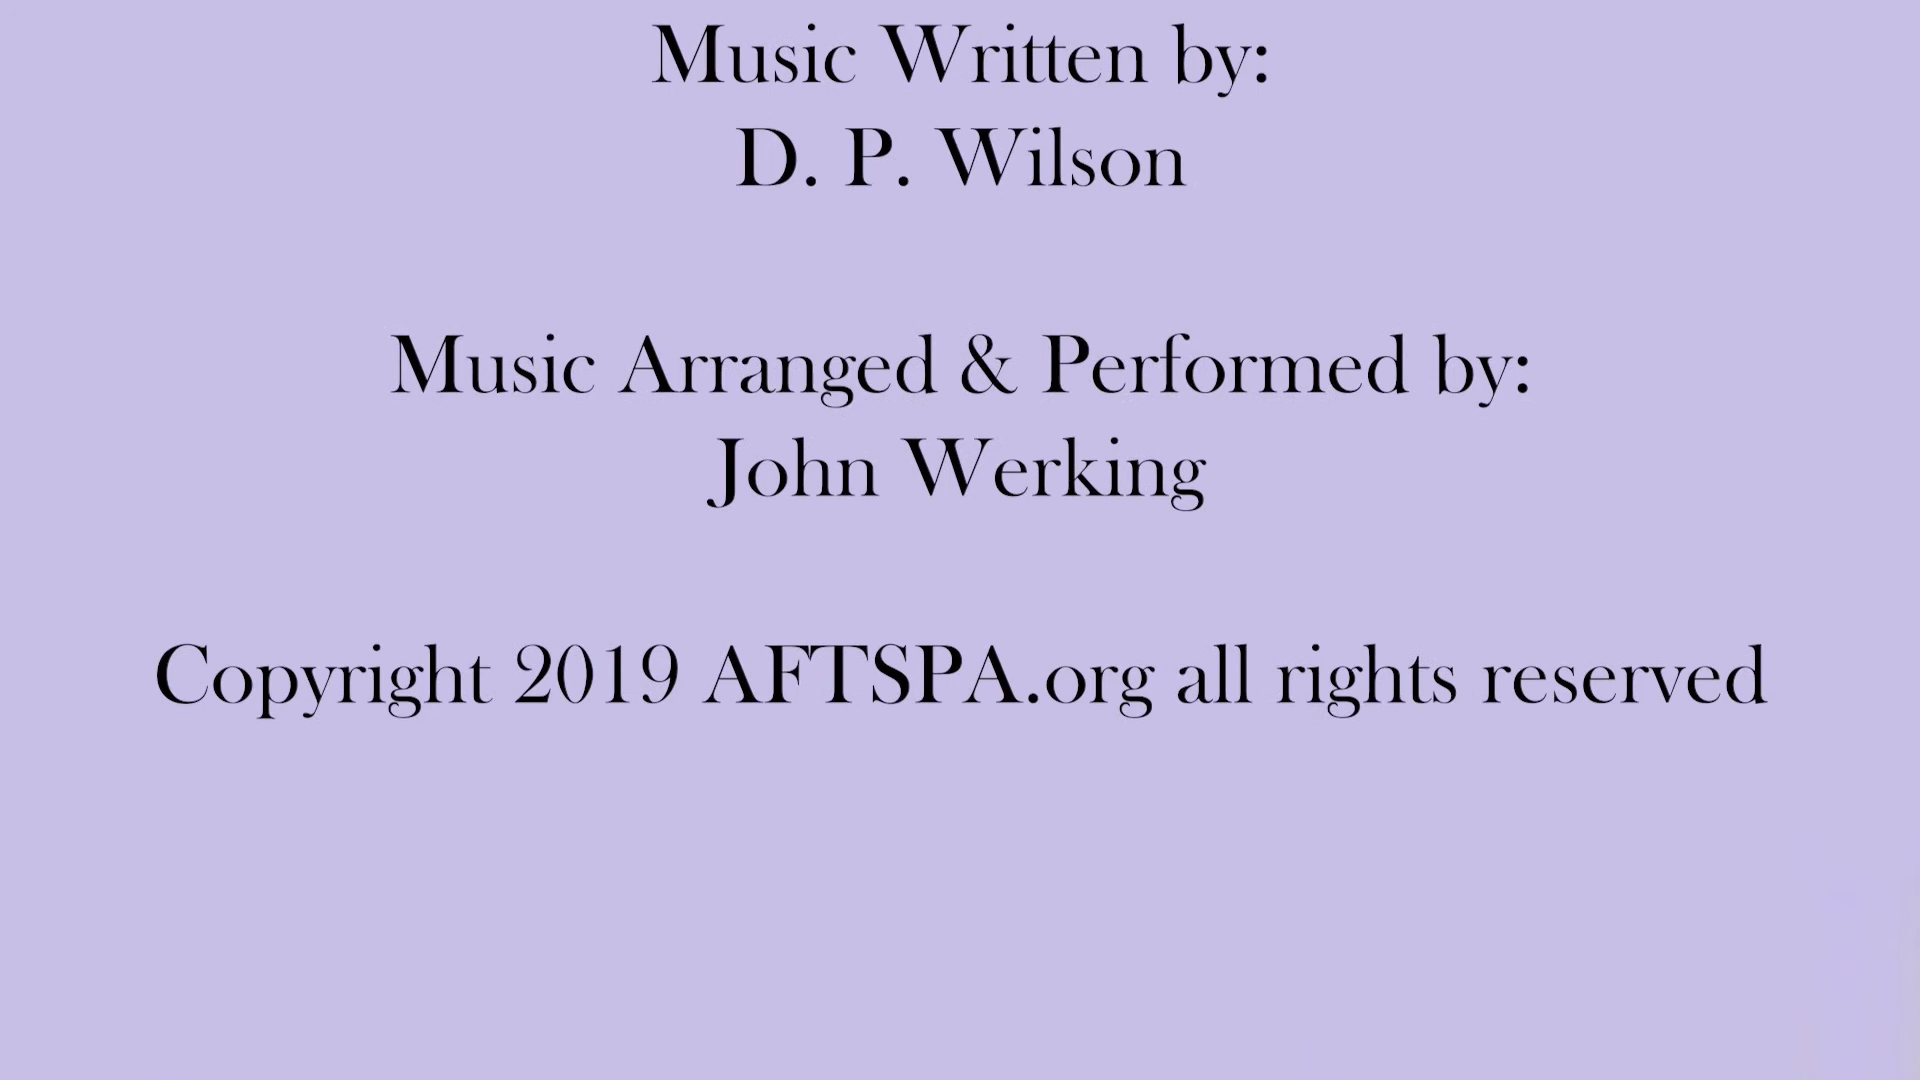 Music Written by:
D. P. Wilson
Music Arranged & Performed by:
John Werking
Copyright 2019 AFTSPA.org all rights reserved